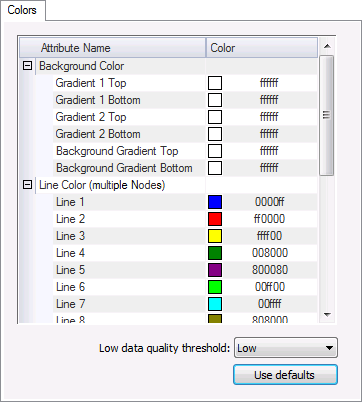 Colors
Attribute Name Color
Background Color
Gradient 1 Top ffffff
Gradient 1 Bottom ffffff
Gradient 2 Top ffffff
Gradient 2 Bottom ffffff
Background Gradient Top ffffff
Background Gradient Bottom ffffff
Line Color (multiple Nodes)
Line 1 0000ff
Line 2 ff0000
Line 3 ffff00
Line 4 008000
Line 5 800080
Line 6 00ff00
Line 7 00ffff
Line 8 808000
Low data quality threshold: Low
Use defaults